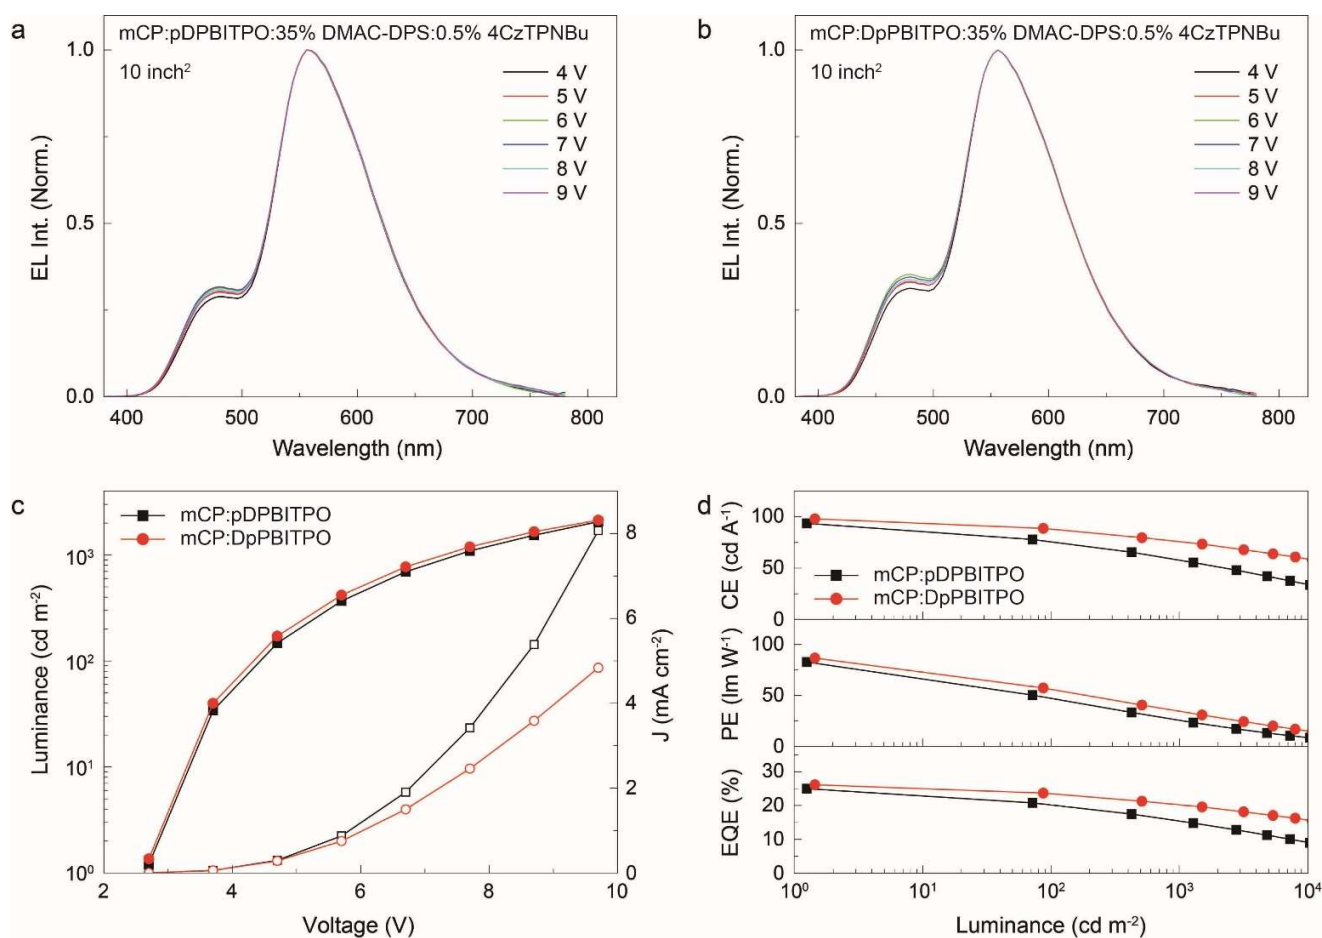 a
mCP:pDPBITPO:35% DMAC-DPS:0.5% 4CzTPNBu
10 inch²
4 V
5 V
6 V
7 V
8 V
9 V
1.0
0.5
0.0
EL Int. (Norm.)
400 500 600 700 800
Wavelength (nm)
b
mCP:DpPBITPO:35% DMAC-DPS:0.5% 4CzTPNBu
10 inch²
4 V
5 V
6 V
7 V
8 V
9 V
1.0
0.5
0.0
EL Int. (Norm.)
400 500 600 700 800
Wavelength (nm)
c
mCP:pDPBITPO
mCP:DpPBITPO
10³
10²
10¹
10⁰
Luminance (cd m⁻²)
8
6
4
2
0
J (mA cm⁻²)
2 4 6 8 10
Voltage (V)
d
100
50
0
CE (cd A⁻¹)
mCP:pDPBITPO
mCP:DpPBITPO
100
50
0
PE (lm W⁻¹)
30
20
10
0
EQE (%)
10⁰ 10¹ 10² 10³ 10⁴
Luminance (cd m⁻²)